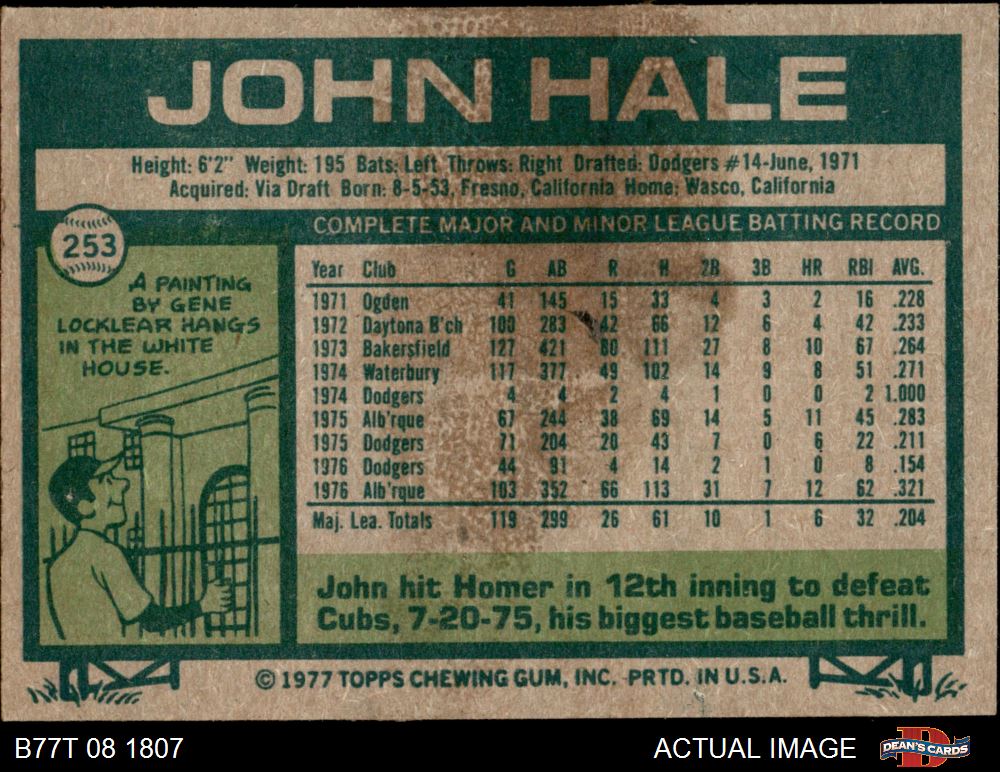 JOHN HALE
Height: 6'2" Weight: 195 Bats: Left Throws: Right Drafted: Dodgers #14-June, 1971
Acquired: Via Draft Born: 8-5-53, Fresno, California Home: Wasco, California
253
COMPLETE MAJOR AND MINOR LEAGUE BATTING RECORD
A PAINTING
BY GENE
LOCKLEAR HANGS
IN THE WHITE
HOUSE.
Year Club G AB R H 2B 3B HR RBI AVG.
1971 Ogden 41 145 15 33 4 3 2 16 .228
1972 Daytona B'ch 100 283 42 66 12 6 4 42 .233
1973 Bakersfield 127 421 60 111 27 8 10 67 .264
1974 Waterbury 117 377 49 102 14 9 8 51 .271
1974 Dodgers 4 4 2 4 1 0 0 2 1.000
1975 Alb'rque 67 244 38 69 14 5 11 45 .283
1975 Dodgers 71 204 20 43 7 0 6 22 .211
1976 Dodgers 44 91 4 14 2 1 0 8 .154
1976 Alb'rque 103 352 66 113 31 7 12 62 .321
Maj. Lea. Totals 119 299 26 61 10 1 6 32 .204
John hit Homer in 12th inning to defeat
Cubs, 7-20-75, his biggest baseball thrill.
© 1977 TOPPS CHEWING GUM, INC. PRTD. IN U.S.A.
B77T 08 1807
ACTUAL IMAGE
D
DEAN'S CARDS